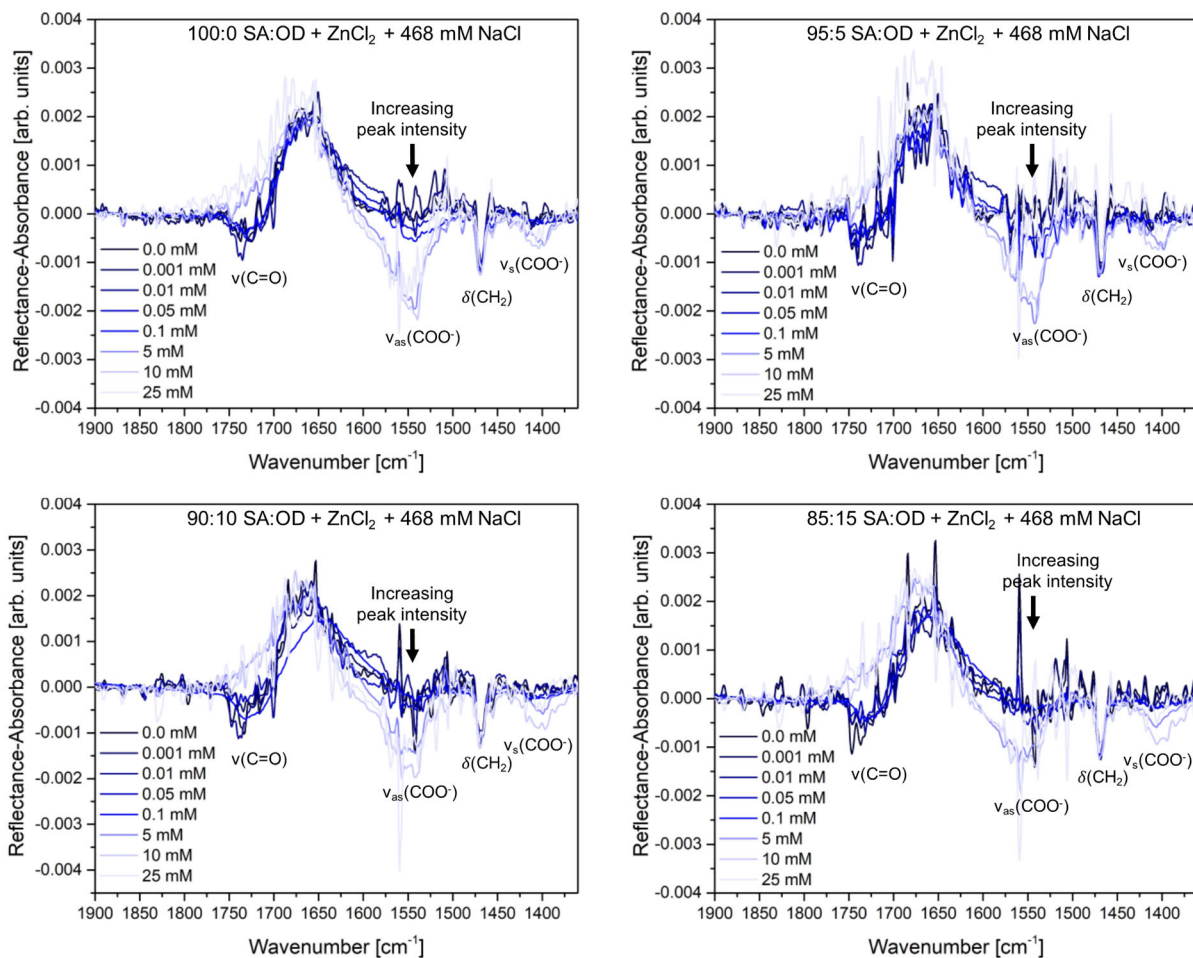 100:0 SA:OD + ZnCl₂ + 468 mM NaCl
Increasing
peak intensity
0.004
0.003
0.002
0.001
0.000
-0.001
-0.002
-0.003
-0.004
Reflectance-Absorbance [arb. units]
0.0 mM
0.001 mM
0.01 mM
0.05 mM
0.1 mM
5 mM
10 mM
25 mM
ν(C=O)
νas(COO⁻)
δ(CH₂)
νs(COO⁻)
1900 1850 1800 1750 1700 1650 1600 1550 1500 1450 1400
Wavenumber [cm⁻¹]
95:5 SA:OD + ZnCl₂ + 468 mM NaCl
Increasing
peak intensity
0.004
0.003
0.002
0.001
0.000
-0.001
-0.002
-0.003
-0.004
Reflectance-Absorbance [arb. units]
0.0 mM
0.001 mM
0.01 mM
0.05 mM
0.1 mM
5 mM
10 mM
25 mM
ν(C=O)
νas(COO⁻)
δ(CH₂)
νs(COO⁻)
1900 1850 1800 1750 1700 1650 1600 1550 1500 1450 1400
Wavenumber [cm⁻¹]
90:10 SA:OD + ZnCl₂ + 468 mM NaCl
Increasing
peak intensity
0.004
0.003
0.002
0.001
0.000
-0.001
-0.002
-0.003
-0.004
Reflectance-Absorbance [arb. units]
0.0 mM
0.001 mM
0.01 mM
0.05 mM
0.1 mM
5 mM
10 mM
25 mM
ν(C=O)
νas(COO⁻)
δ(CH₂)
νs(COO⁻)
1900 1850 1800 1750 1700 1650 1600 1550 1500 1450 1400
Wavenumber [cm⁻¹]
85:15 SA:OD + ZnCl₂ + 468 mM NaCl
Increasing
peak intensity
0.004
0.003
0.002
0.001
0.000
-0.001
-0.002
-0.003
-0.004
Reflectance-Absorbance [arb. units]
0.0 mM
0.001 mM
0.01 mM
0.05 mM
0.1 mM
5 mM
10 mM
25 mM
ν(C=O)
νas(COO⁻)
δ(CH₂)
νs(COO⁻)
1900 1850 1800 1750 1700 1650 1600 1550 1500 1450 1400
Wavenumber [cm⁻¹]